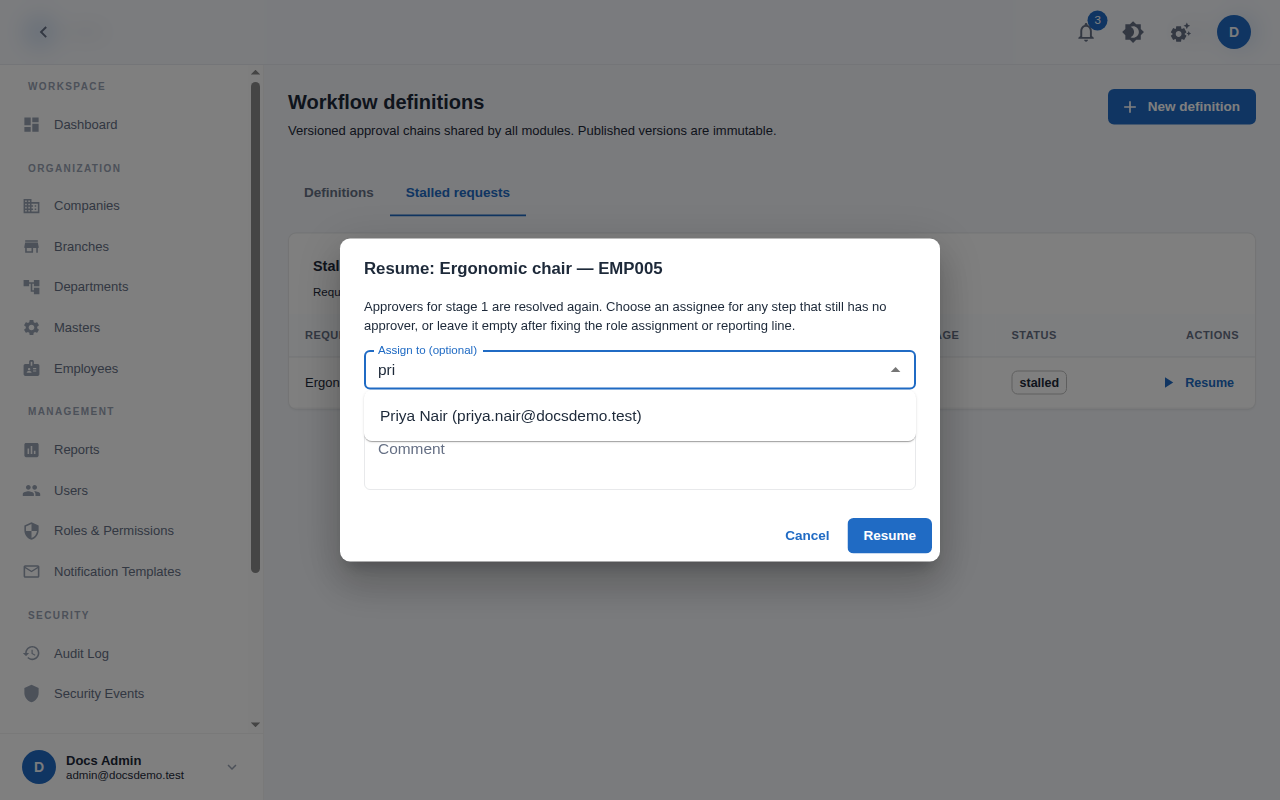 3
D
WORKSPACE
Dashboard
ORGANIZATION
Companies
Branches
Departments
Masters
Employees
MANAGEMENT
Reports
Users
Roles & Permissions
Notification Templates
SECURITY
Audit Log
Security Events
D
Docs Admin
admin@docsdemo.test
Workflow definitions
Versioned approval chains shared by all modules. Published versions are immutable.
New definition
Definitions
Stalled requests
STATUS
ACTIONS
stalled
Resume
Resume: Ergonomic chair — EMP005
Approvers for stage 1 are resolved again. Choose an assignee for any step that still has no
approver, or leave it empty after fixing the role assignment or reporting line.
Assign to (optional)
pri
Priya Nair (priya.nair@docsdemo.test)
Comment
Cancel
Resume